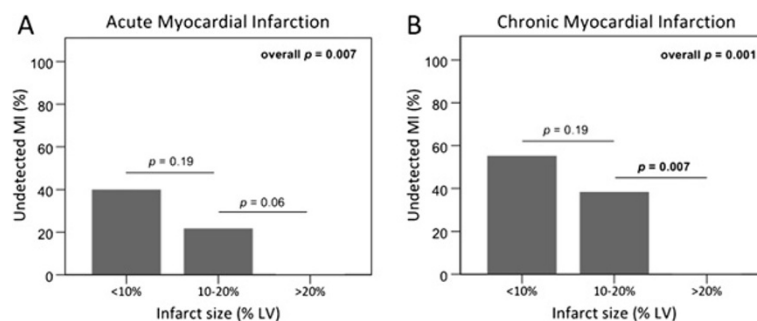 A
Acute Myocardial Infarction
overall p = 0.007
Undetected MI (%)
100
80
60
40
20
0
p = 0.19
p = 0.06
<10%
10-20%
>20%
Infarct size (% LV)
B
Chronic Myocardial Infarction
overall p = 0.001
Undetected MI (%)
100
80
60
40
20
0
p = 0.19
p = 0.007
<10%
10-20%
>20%
Infarct size (% LV)